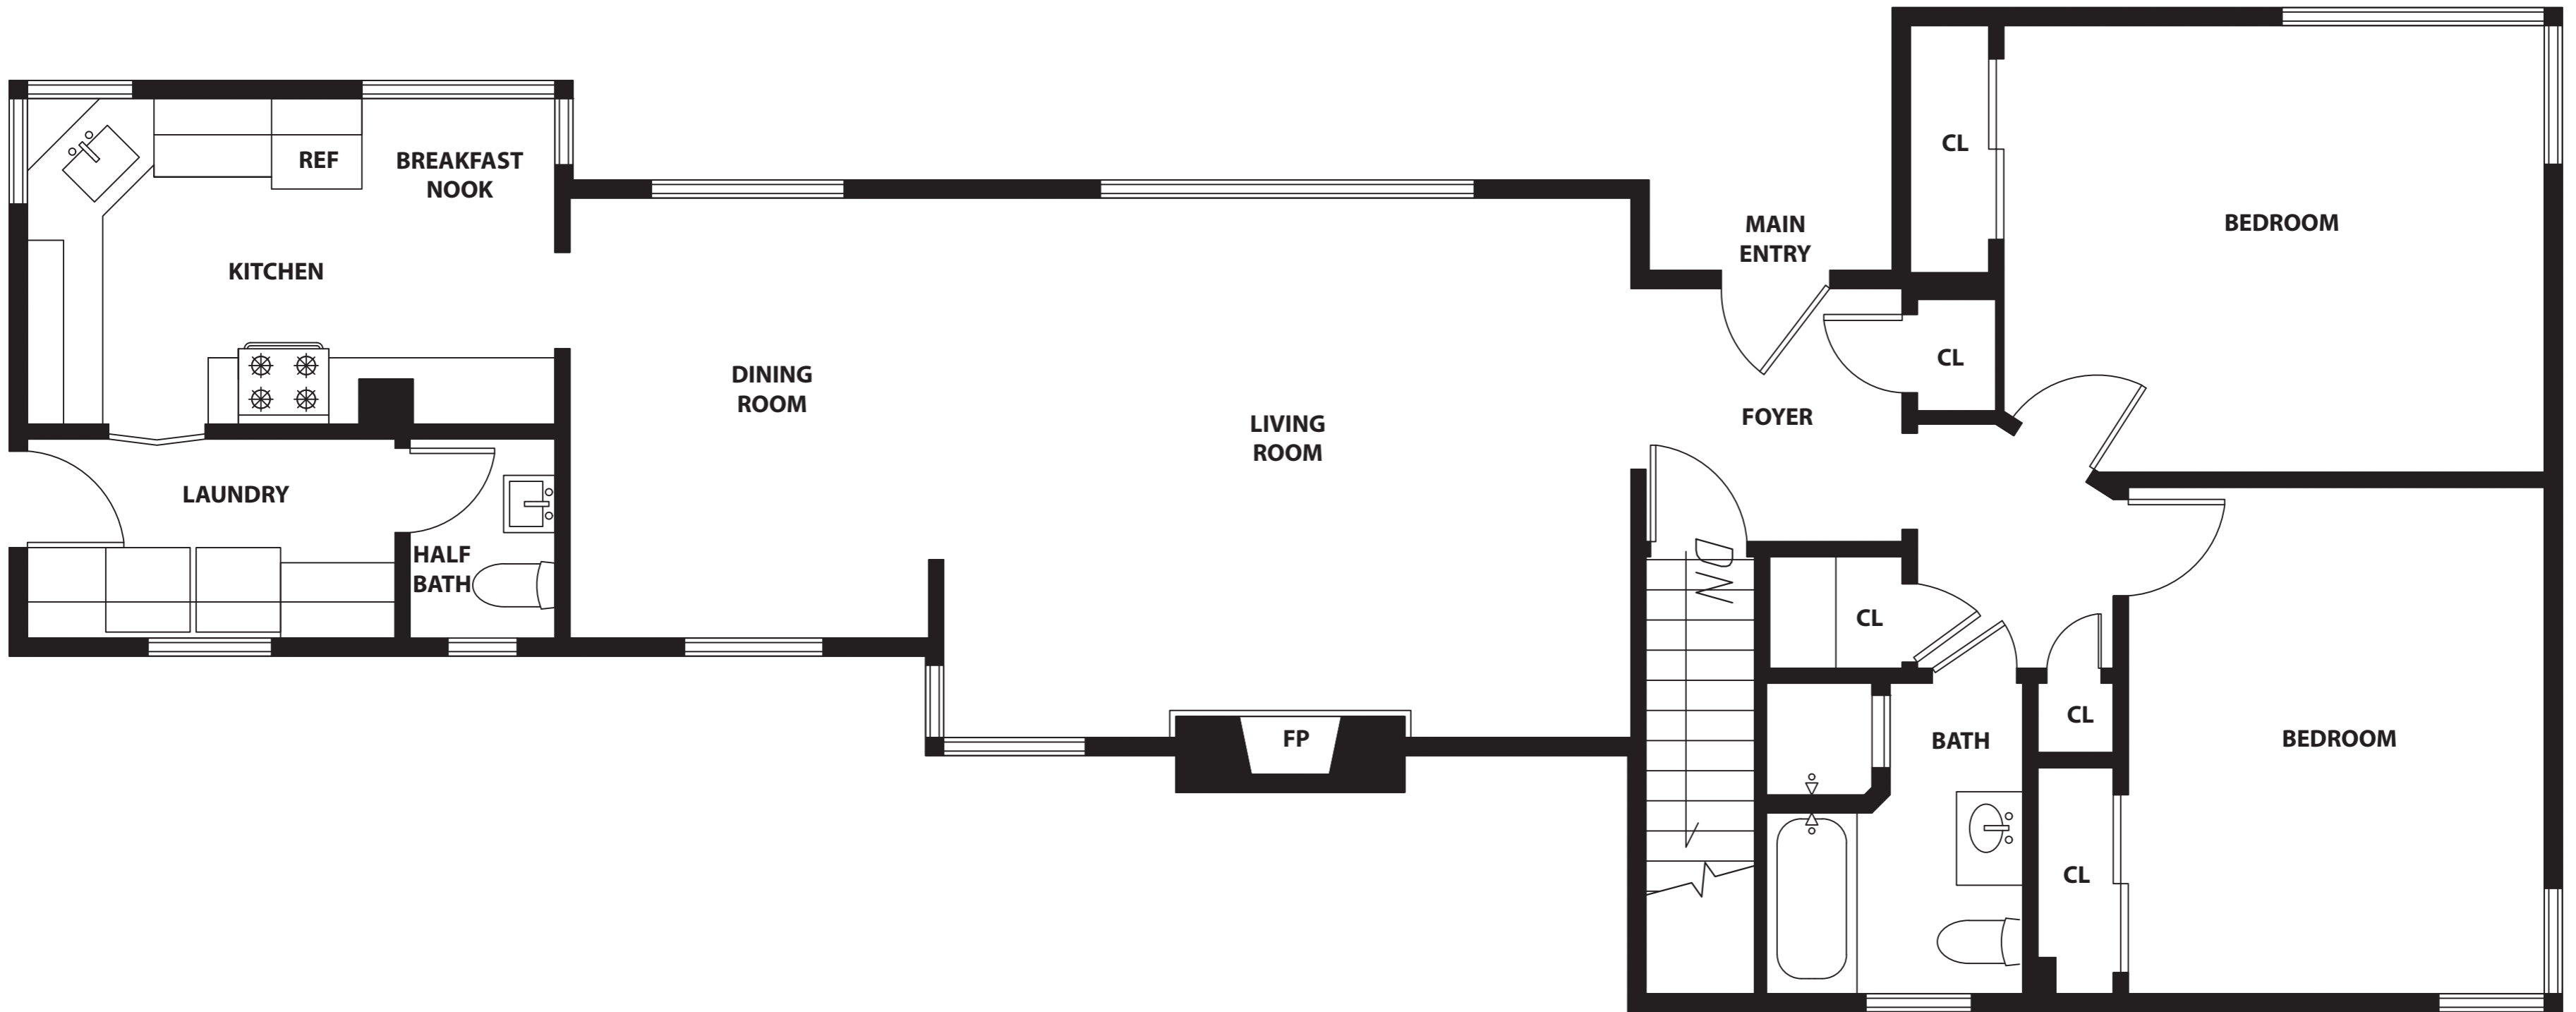 REF
BREAKFAST
NOOK
KITCHEN
LAUNDRY
HALF
BATH
DINING
ROOM
LIVING
ROOM
FP
MAIN
ENTRY
FOYER
DN
CL
CL
BEDROOM
CL
BATH
CL
CL
BEDROOM